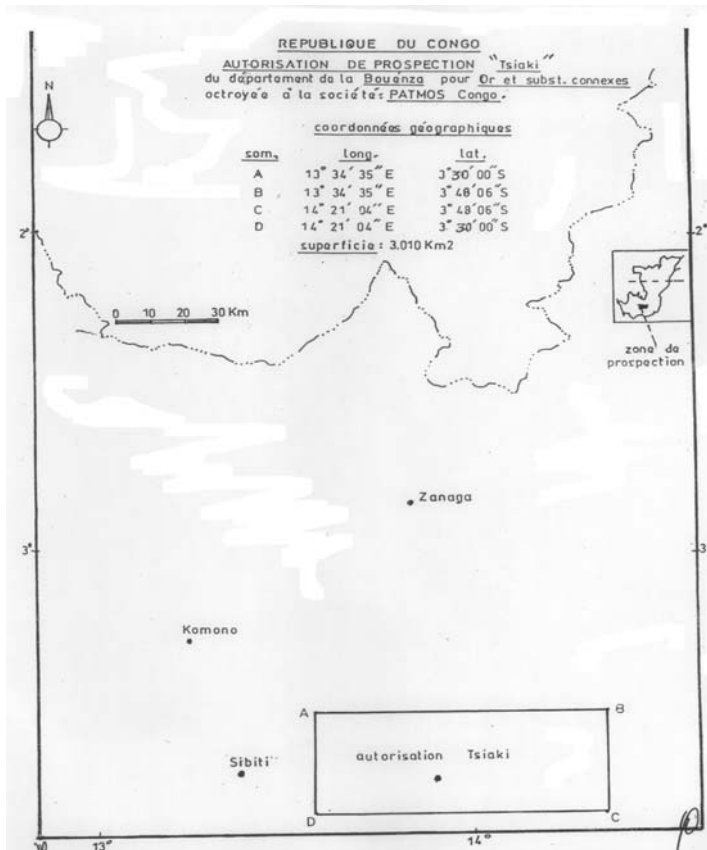 REPUBLIQUE DU CONGO
AUTORISATION DE PROSPECTION "Tsiaki"
du département de la Bouénza pour Or et subst. connexes
octroyée à la société: PATMOS Congo.
N
coordonnées géographiques
som. long. lat.
A 13° 34' 35" E 3° 30' 00" S
B 13° 34' 35" E 3° 48' 06" S
C 14° 21' 04" E 3° 48' 06" S
D 14° 21' 04" E 3° 30' 00" S
superficie: 3.010 Km2
2° 2°
0 10 20 30 Km
zone de
prospection
Zanaga
3° 3
Komono
A B
Sibiti autorisation Tsiaki
D C
13° 14°